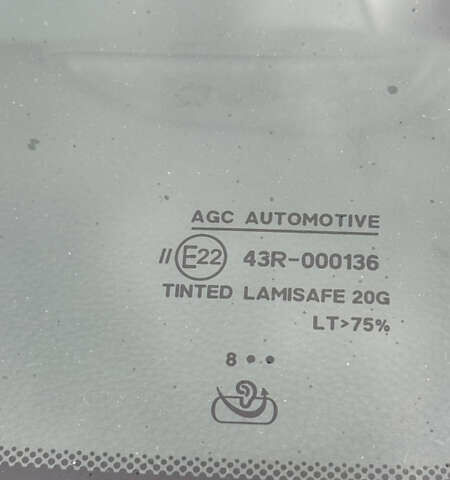 AGC AUTOMOTIVE
// E22 43R-000136
TINTED LAMISAFE 20G
LT>75%
8 • •